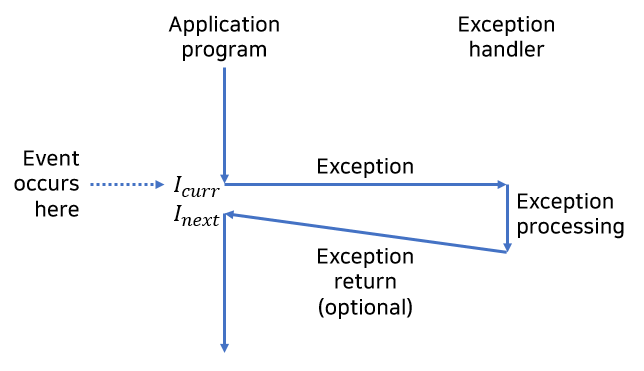 Application
program
Exception
handler
Event
occurs
here
I_curr
I_next
Exception
Exception
processing
Exception
return
(optional)